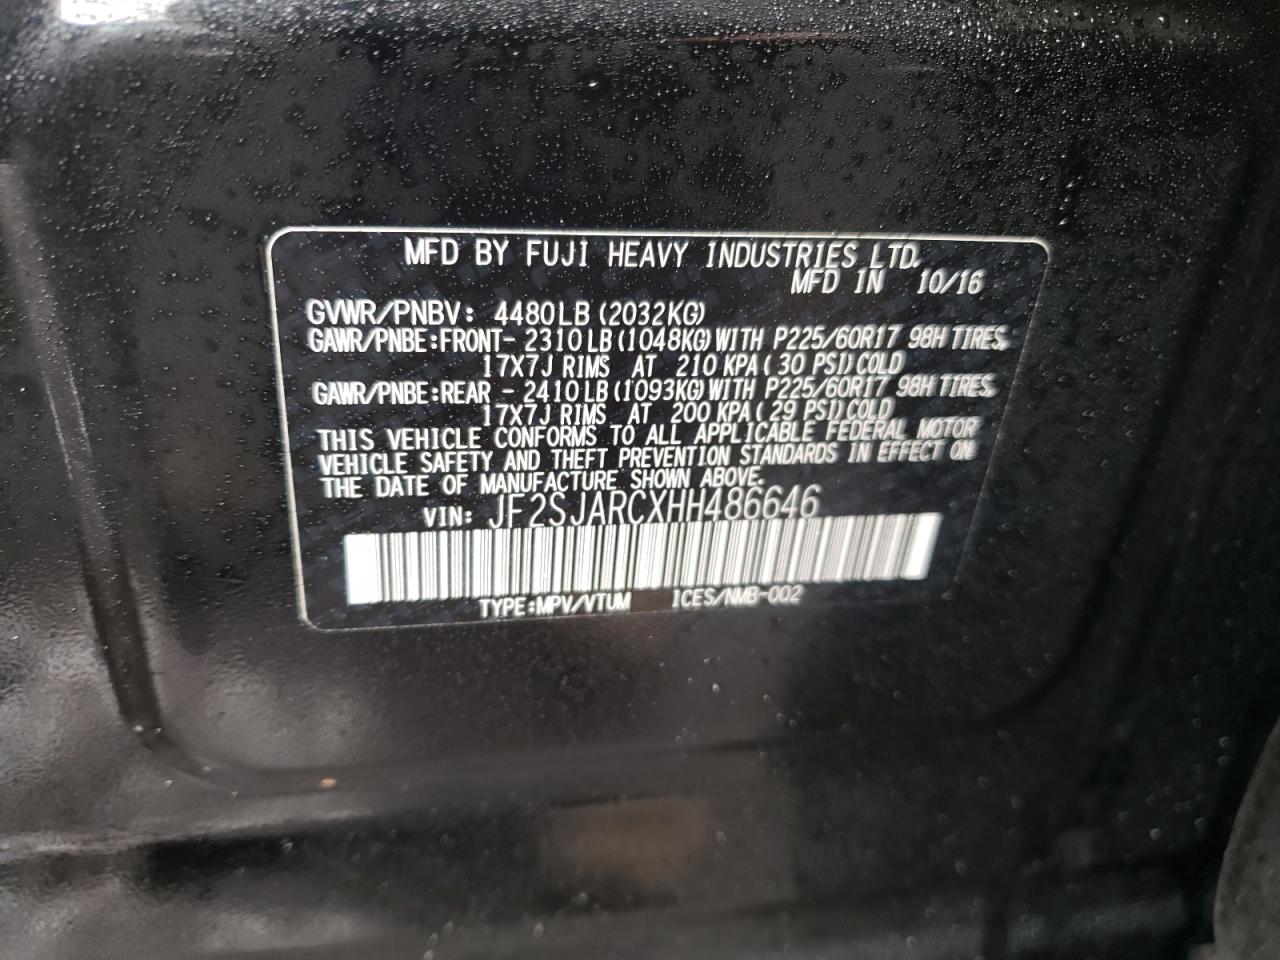 MFD BY FUJI HEAVY INDUSTRIES LTD.
MFD IN 10/16
GVWR/PNBV: 4480LB(2032KG)
GAWR/PNBE:FRONT- 2310LB(1048KG)WITH P225/60R17 98H TIRES,
17X7J RIMS AT 210 KPA(30 PSI)COLD
GAWR/PNBE:REAR - 2410LB(1093KG)WITH P225/60R17 98H TIRES,
17X7J RIMS AT 200 KPA(29 PSI)COLD
THIS VEHICLE CONFORMS TO ALL APPLICABLE FEDERAL MOTOR
VEHICLE SAFETY AND THEFT PREVENTION STANDARDS IN EFFECT ON
THE DATE OF MANUFACTURE SHOWN ABOVE.
VIN: JF2SJARCXHH486646
TYPE:MPV/VTUM ICES/NMB-002